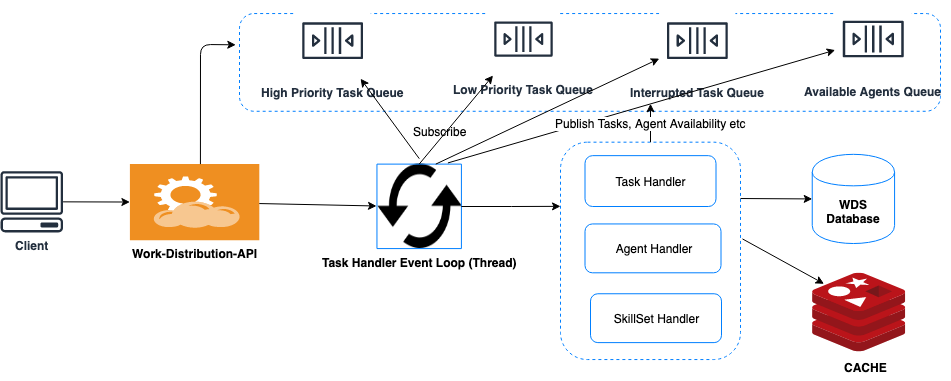 High Priority Task Queue
Low Priority Task Queue
Interrupted Task Queue
Available Agents Queue
Subscribe
Publish Tasks, Agent Availability etc
Task Handler
Client
Work-Distribution-API
Task Handler Event Loop (Thread)
Agent Handler
SkillSet Handler
WDS
Database
CACHE